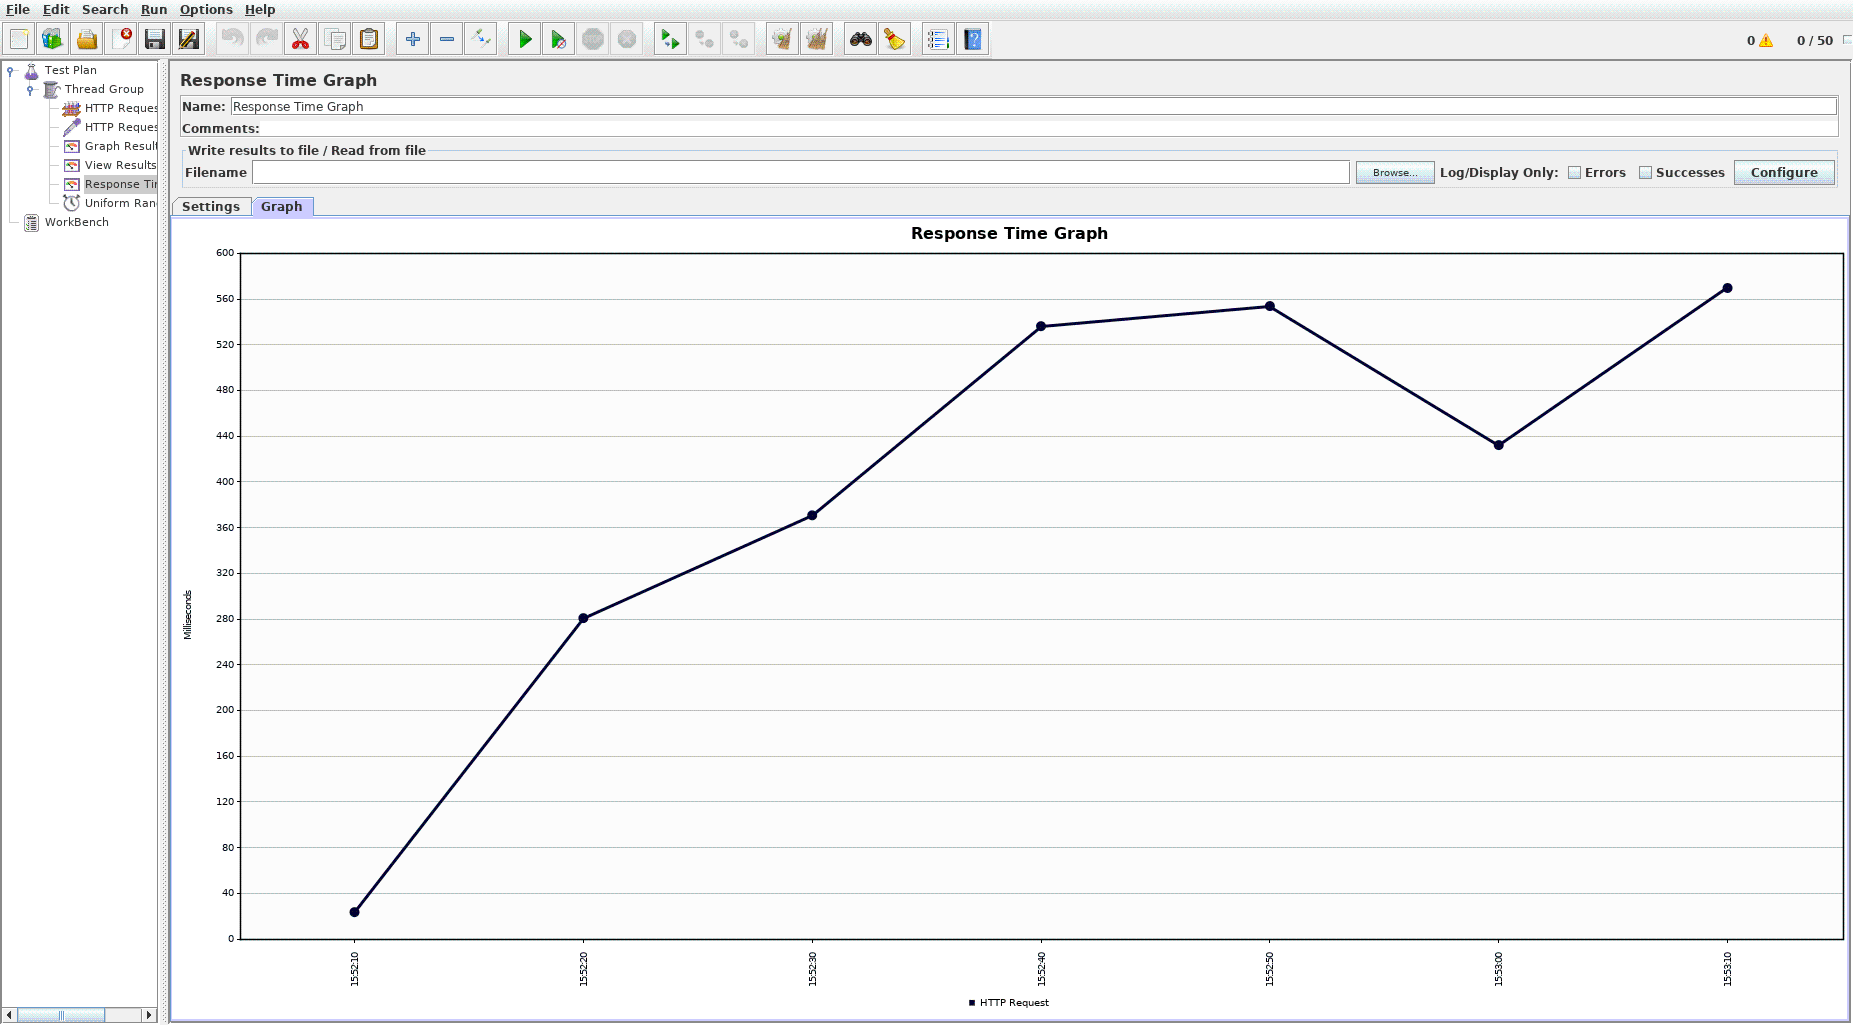 File Edit Search Run Options Help
0 0 / 50
Test Plan
Thread Group
HTTP Reques
HTTP Reques
Graph Result
View Results
Response Tir
Uniform Ran
WorkBench
Response Time Graph
Name: Response Time Graph
Comments:
Write results to file / Read from file
Filename Browse... Log/Display Only: Errors Successes Configure
Settings Graph
Response Time Graph
600
560
520
480
440
400
360
320
280
240
200
160
120
80
40
0
Milliseconds
15:52:10 15:52:20 15:52:30 15:52:40 15:52:50 15:53:00 15:53:10
HTTP Request